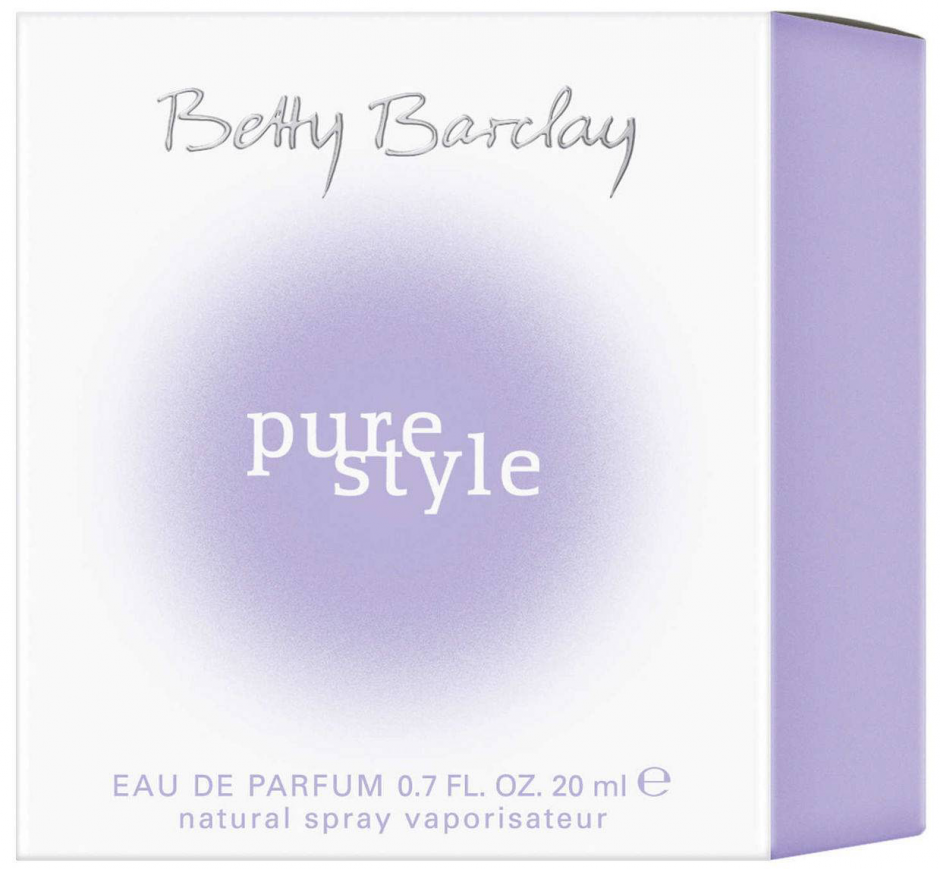 Betty Barclay
pure
style
EAU DE PARFUM 0.7 FL. OZ. 20 ml ℮
natural spray vaporisateur